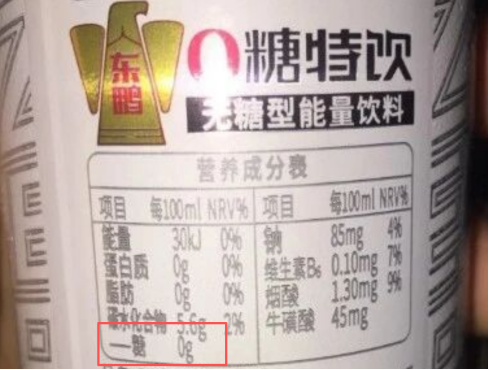 东鹏
0糖特饮
无糖型能量饮料
营养成分表
项目 每100ml NRV% 项目 每100ml NRV%
能量 30kJ 0% 钠 85mg 4%
蛋白质 0g 0% 维生素B₆ 0.10mg 7%
脂肪 0g 0% 烟酸 1.30mg 9%
碳水化合物 5.6g 2% 牛磺酸 45mg
一糖 0g